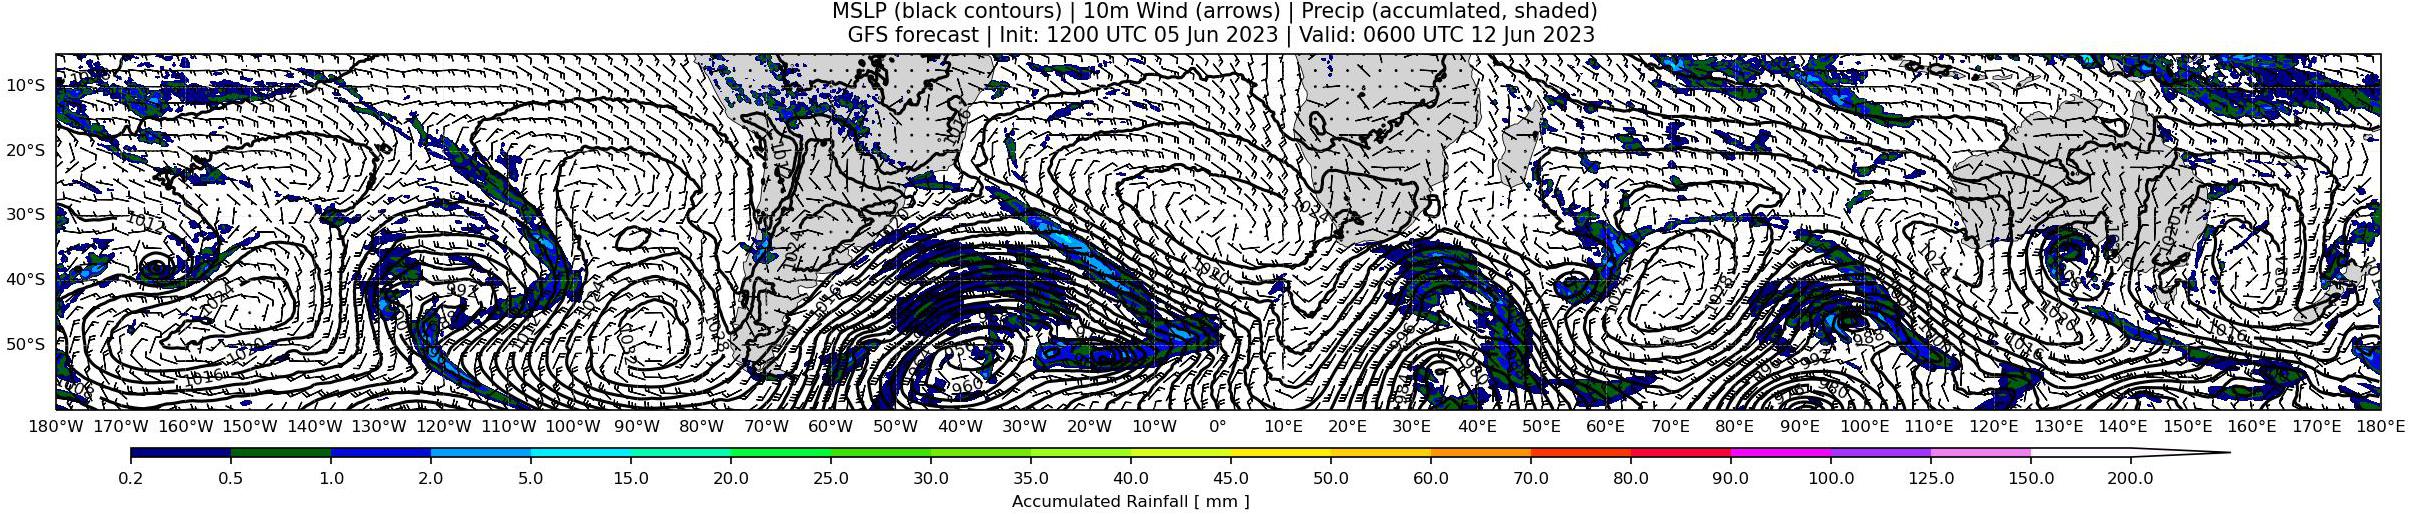 MSLP (black contours) | 10m Wind (arrows) | Precip (accumlated, shaded)
GFS forecast | Init: 1200 UTC 05 Jun 2023 | Valid: 0600 UTC 12 Jun 2023
10°S
20°S
30°S
40°S
50°S
180°W 170°W 160°W 150°W 140°W 130°W 120°W 110°W 100°W 90°W 80°W 70°W 60°W 50°W 40°W 30°W 20°W 10°W 0° 10°E 20°E 30°E 40°E 50°E 60°E 70°E 80°E 90°E 100°E 110°E 120°E 130°E 140°E 150°E 160°E 170°E 180°E
0.2 0.5 1.0 2.0 5.0 15.0 20.0 25.0 30.0 35.0 40.0 45.0 50.0 60.0 70.0 80.0 90.0 100.0 125.0 150.0 200.0
Accumulated Rainfall [ mm ]